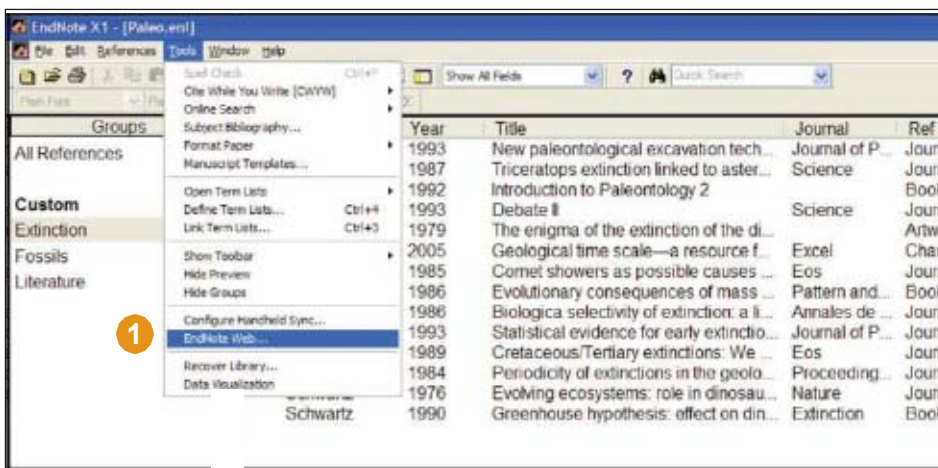 EndNote X1 - [Paleo.enl]
File Edit References Tools Window Help
Show All Fields ? Quick Search
Plain Font
Spell Check Ctrl+Y
Cite While You Write [CWYW]
Online Search
Subject Bibliography...
Format Paper
Manuscript Templates...
Open Term Lists
Define Term Lists... Ctrl+4
Link Term Lists... Ctrl+3
Show Toolbar
Hide Preview
Hide Groups
Configure Handheld Sync...
1 EndNote Web...
Recover Library...
Data Visualization
Groups
All References
Custom
Extinction
Fossils
Literature
Year Title Journal Ref
1993 New paleontological excavation tech... Journal of P... Jour
1987 Triceratops extinction linked to aster... Science Jour
1992 Introduction to Paleontology 2 Bool
1993 Debate II Science Jour
1979 The enigma of the extinction of the di... Artw
2005 Geological time scale—a resource f... Excel Char
1985 Comet showers as possible causes ... Eos Jour
1986 Evolutionary consequences of mass ... Pattern and... Bool
1986 Biologica selectivity of extinction: a li... Annales de ... Jour
1993 Statistical evidence for early extinctio... Journal of P... Jour
1989 Cretaceous/Tertiary extinctions: We ... Eos Jour
1984 Periodicity of extinctions in the geolo... Proceeding... Jour
1976 Evolving ecosystems: role in dinosau... Nature Jour
Schwartz 1990 Greenhouse hypothesis: effect on din... Extinction Bool